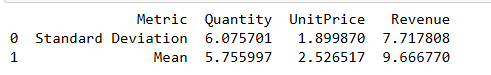 Metric Quantity UnitPrice Revenue
0 Standard Deviation 6.075701 1.899870 7.717808
1 Mean 5.755997 2.526517 9.666770